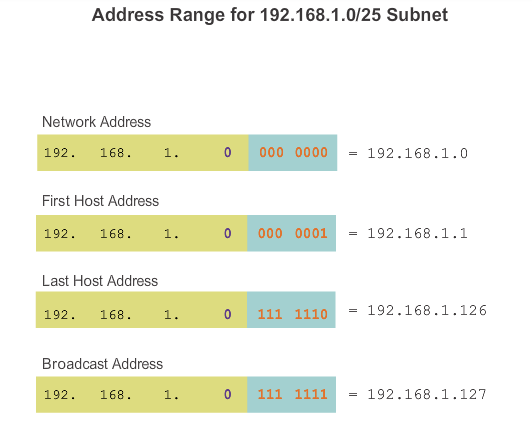 Address Range for 192.168.1.0/25 Subnet
Network Address
192. 168. 1. 0 000 0000 = 192.168.1.0
First Host Address
192. 168. 1. 0 000 0001 = 192.168.1.1
Last Host Address
192. 168. 1. 0 111 1110 = 192.168.1.126
Broadcast Address
192. 168. 1. 0 111 1111 = 192.168.1.127